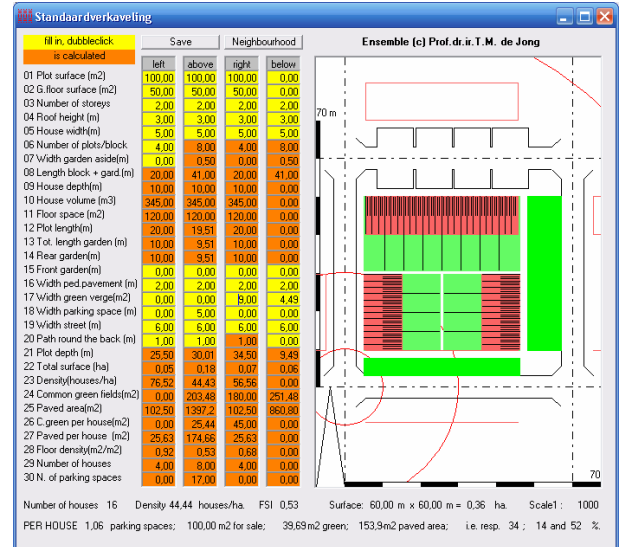 Standaardverkaveling
fill in, dubbleclick Save Neighbourhood Ensemble (c) Prof.dr.ir.T.M. de Jong
is calculated
left above right below
01 Plot surface (m2) 100,00 100,00 100,00 0,00
02 G.floor surface (m2) 50,00 50,00 50,00 0,00
03 Number of storeys 2,00 2,00 2,00 2,00
04 Roof height (m) 3,00 3,00 3,00 3,00
05 House width(m) 5,00 5,00 5,00 5,00
06 Number of plots/block 4,00 8,00 4,00 8,00
07 Width garden aside(m) 0,00 0,50 0,00 0,50
08 Length block + gard.(m) 20,00 41,00 20,00 41,00
09 House depth(m) 10,00 10,00 10,00 0,00
10 House volume (m3) 345,00 345,00 345,00 0,00
11 Floor space (m2) 120,00 120,00 120,00 0,00
12 Plot length(m) 20,00 19,51 20,00 0,00
13 Tot. length garden (m) 10,00 9,51 10,00 0,00
14 Rear garden(m) 10,00 9,51 10,00 0,00
15 Front garden(m) 0,00 0,00 0,00 0,00
16 Width ped.pavement (m) 2,00 2,00 2,00 2,00
17 Width green verge(m2) 0,00 0,00 9,00 4,49
18 Width parking space (m) 0,00 5,00 0,00 0,00
19 Width street (m) 6,00 6,00 6,00 6,00
20 Path round the back (m) 1,00 1,00 1,00 0,00
21 Plot depth (m) 25,50 30,01 34,50 9,49
22 Total surface (ha) 0,05 0,18 0,07 0,06
23 Density(houses/ha) 76,52 44,43 56,56 0,00
24 Common green fields(m2) 0,00 203,48 180,00 251,48
25 Paved area(m2) 102,50 1397,2 102,50 860,80
26 C.green per house(m2) 0,00 25,44 45,00 0,00
27 Paved per house (m2) 25,63 174,66 25,63 0,00
28 Floor density(m2/m2) 0,92 0,53 0,68 0,00
29 Number of houses 4,00 8,00 4,00 0,00
30 N. of parking spaces 0,00 17,00 0,00 0,00
70 m
70
Number of houses 16 Density 44,44 houses/ha. FSI 0,53 Surface: 60,00 m x 60,00 m = 0,36 ha. Scale1 : 1000
PER HOUSE 1,06 parking spaces; 100,00 m2 for sale; 39,69 m2 green; 153,9 m2 paved area; i.e. resp. 34 ; 14 and 52 %.